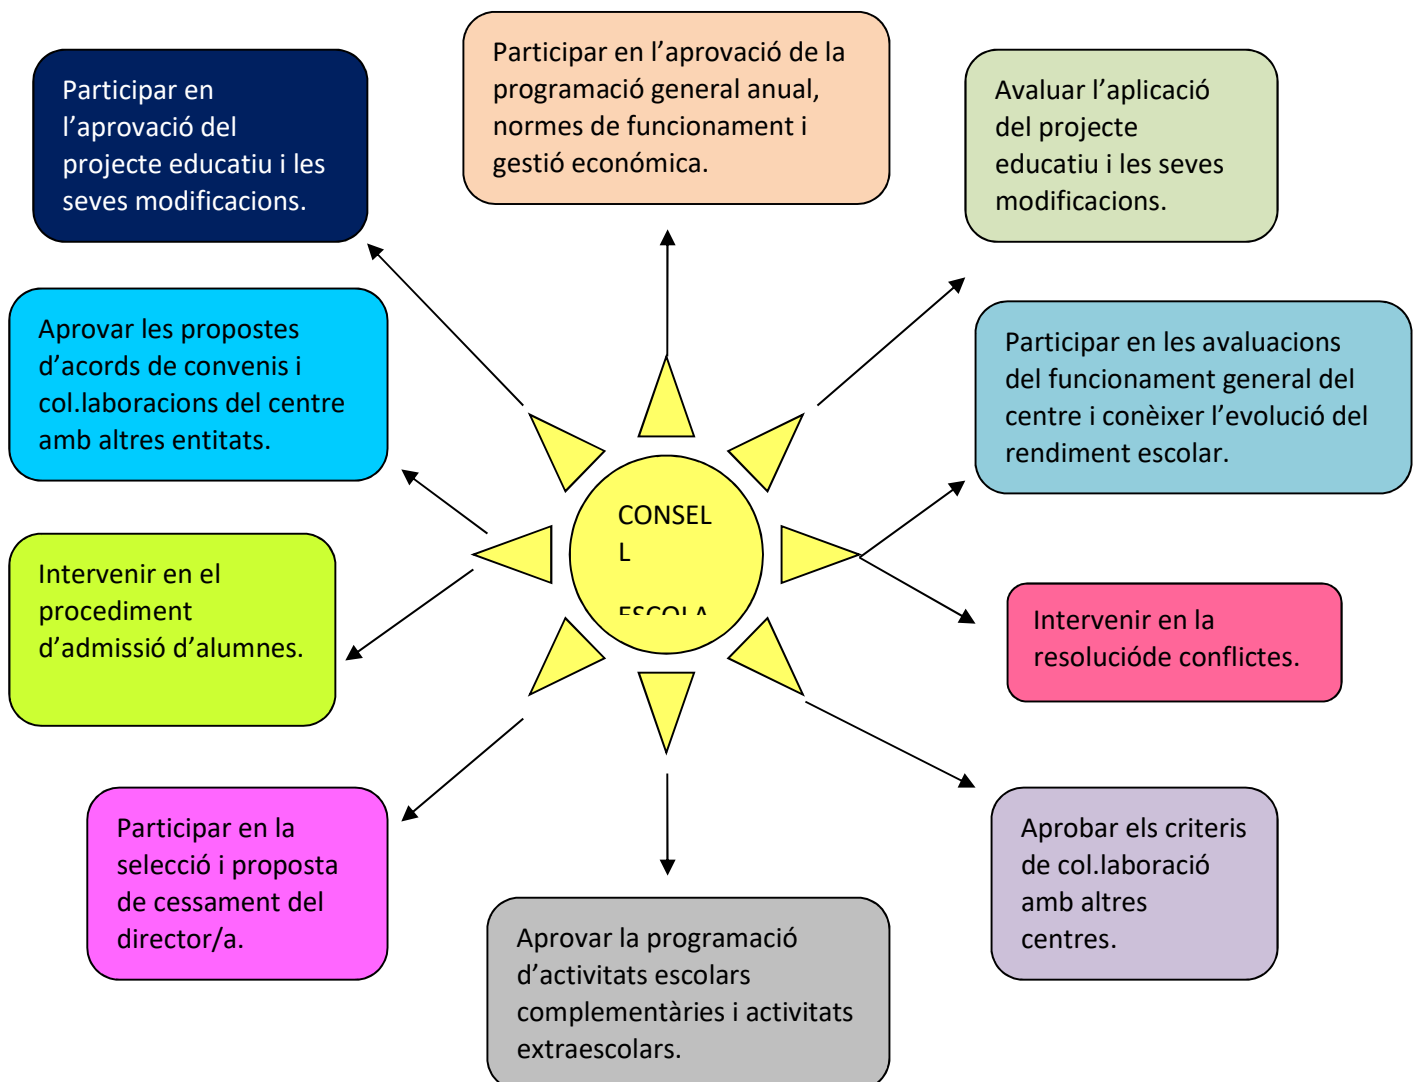 Participar en
l’aprovació del
projecte educatiu i les
seves modificacions.
Participar en l’aprovació de la
programació general anual,
normes de funcionament i
gestió económica.
Avaluar l’aplicació
del projecte
educatiu i les seves
modificacions.
Aprovar les propostes
d’acords de convenis i
col.laboracions del centre
amb altres entitats.
Participar en les avaluacions
del funcionament general del
centre i conèixer l’evolució del
rendiment escolar.
CONSEL
L
ESCOLA
Intervenir en el
procediment
d’admissió d’alumnes.
Intervenir en la
resolucióde conflictes.
Participar en la
selecció i proposta
de cessament del
director/a.
Aprovar la programació
d’activitats escolars
complementàries i activitats
extraescolars.
Aprobar els criteris
de col.laboració
amb altres
centres.